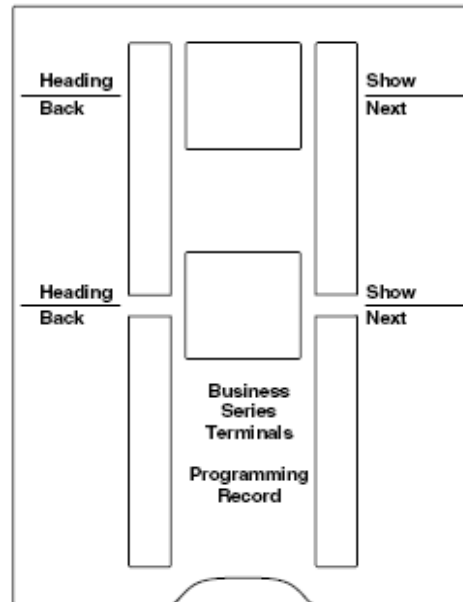 Heading
Show
Back
Next
Heading
Show
Back
Next
Business
Series
Terminals
Programming
Record